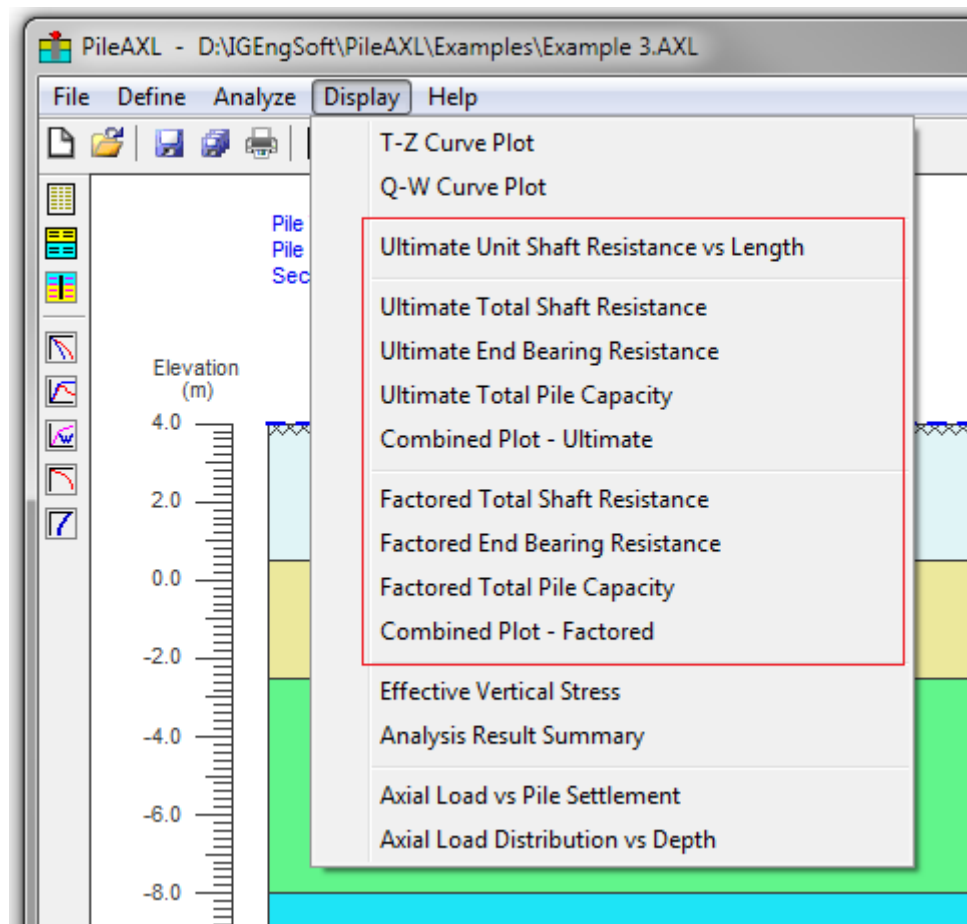 PileAXL - D:\IGEngSoft\PileAXL\Examples\Example 3.AXL
File Define Analyze Display Help
T-Z Curve Plot
Q-W Curve Plot
Ultimate Unit Shaft Resistance vs Length
Ultimate Total Shaft Resistance
Ultimate End Bearing Resistance
Ultimate Total Pile Capacity
Combined Plot - Ultimate
Factored Total Shaft Resistance
Factored End Bearing Resistance
Factored Total Pile Capacity
Combined Plot - Factored
Effective Vertical Stress
Analysis Result Summary
Axial Load vs Pile Settlement
Axial Load Distribution vs Depth
Pile
Pile
Sec
Elevation
(m)
4.0
2.0
0.0
-2.0
-4.0
-6.0
-8.0